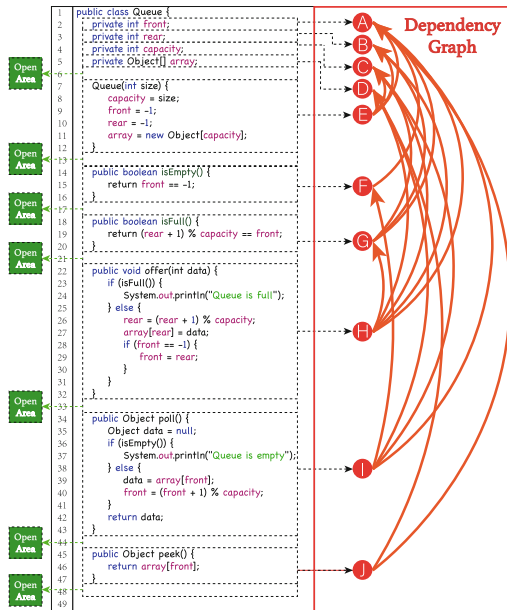 1 public class Queue {
2 private int front;
3 private int rear;
4 private int capacity;
5 private Object[] array;
6
7 Queue(int size) {
8 capacity = size;
9 front = -1;
10 rear = -1;
11 array = new Object[capacity];
12 }
13
14 public boolean isEmpty() {
15 return front == -1;
16 }
17
18 public boolean isFull() {
19 return (rear + 1) % capacity == front;
20 }
21
22 public void offer(int data) {
23 if (isFull()) {
24 System.out.println("Queue is full");
25 } else {
26 rear = (rear + 1) % capacity;
27 array[rear] = data;
28 if (front == -1) {
29 front = rear;
30 }
31 }
32 }
33
34 public Object poll() {
35 Object data = null;
36 if (isEmpty()) {
37 System.out.println("Queue is empty");
38 } else {
39 data = array[front];
40 front = (front + 1) % capacity;
41 }
42 return data;
43 }
44
45 public Object peek() {
46 return array[front];
47 }
48
49
Open
Area
Open
Area
Open
Area
Open
Area
Open
Area
Open
Area
Open
Area
Dependency
Graph
A
B
C
D
E
F
G
H
I
J